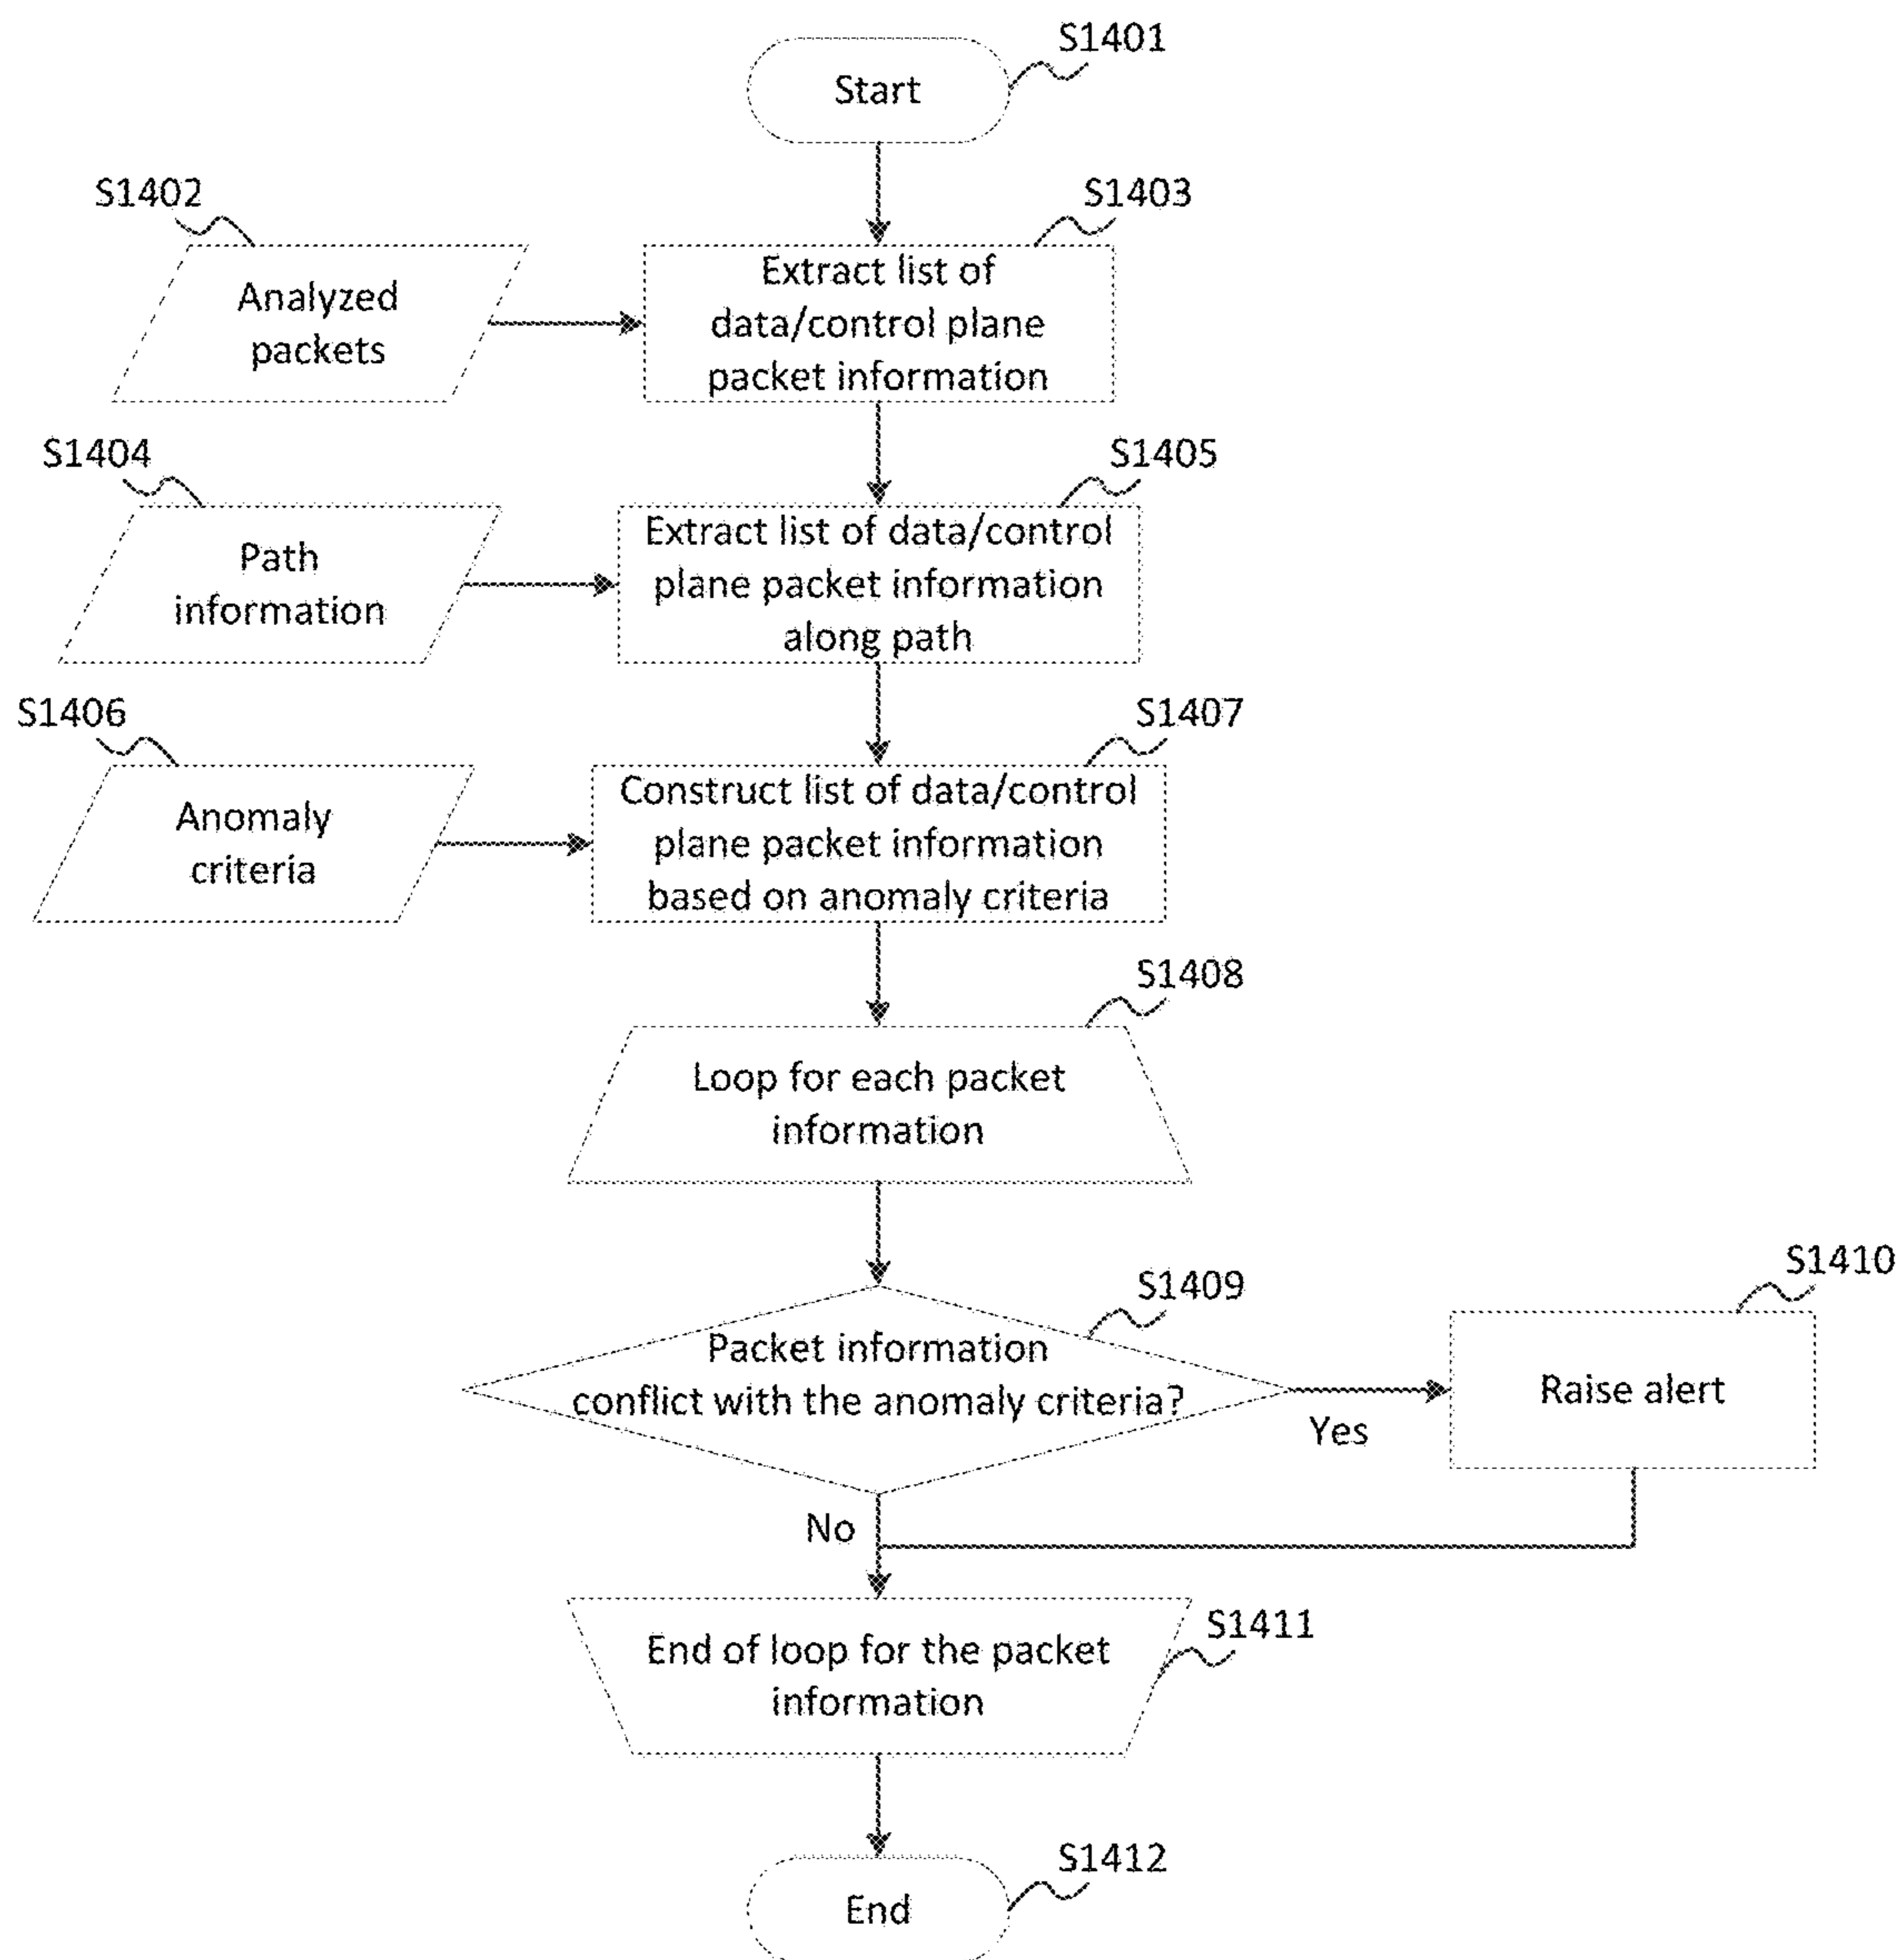 S1401
Start
S1402
S1403
Analyzed
packets
Extract list of
data/control plane
packet information
S1404
S1405
Path
information
Extract list of data/control
plane packet information
along path
S1406
S1407
Anomaly
criteria
Construct list of data/control
plane packet information
based on anomaly criteria
S1408
Loop for each packet
information
S1409
S1410
Packet information
conflict with the anomaly criteria?
Yes
Raise alert
No
S1411
End of loop for the packet
information
S1412
End